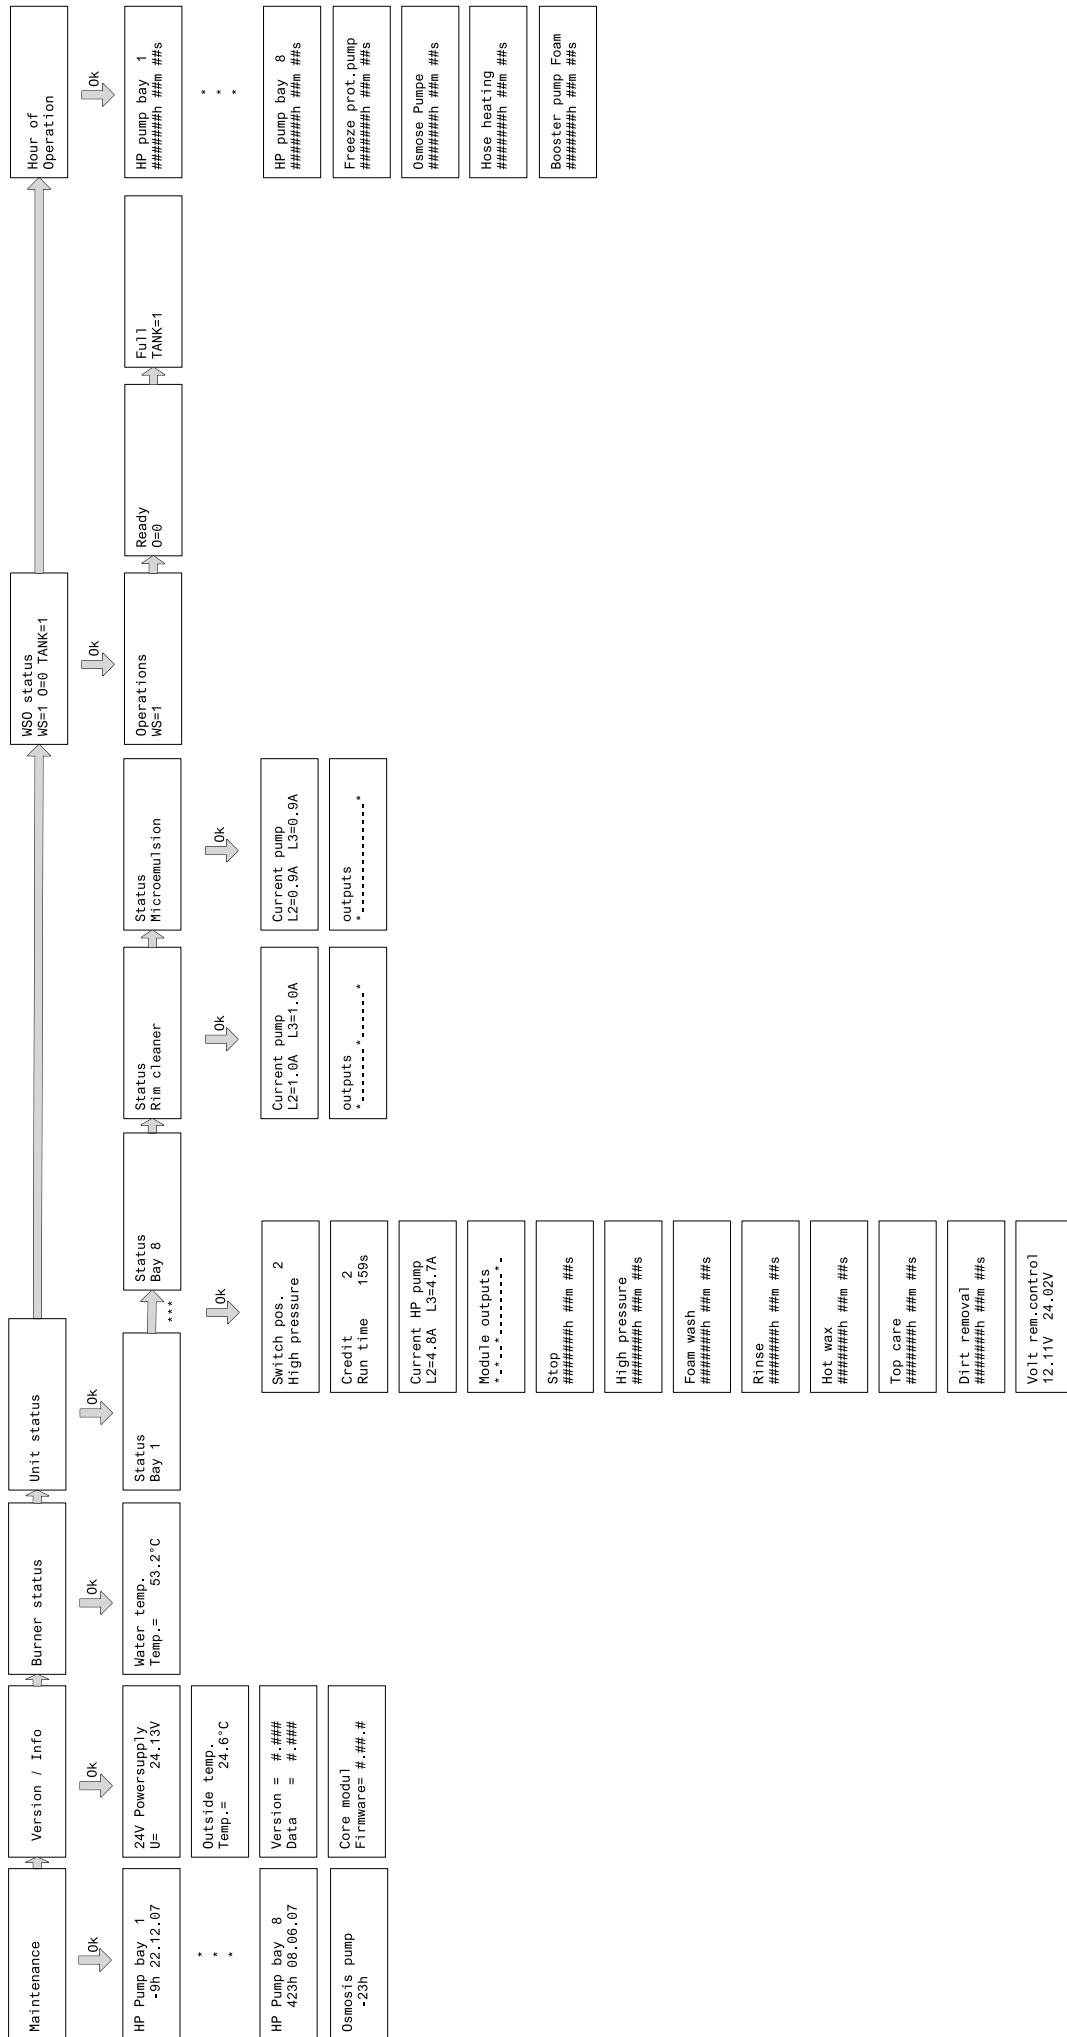 Maintenance
Ok
HP Pump bay  1
-9h 22.12.07
*
*
*
HP Pump bay  8
423h 08.06.07
Osmosis pump
-23h
Version / Info
Ok
24V Powersupply
U=      24.13V
Outside temp.
Temp.=   24.6°C
Version = #.###
Data    = #.###
Core modul
Firmware= #.##.#
Burner status
Ok
Water temp.
Temp.=   53.2°C
Unit status
Ok
Status
Bay 1
***
Status
Bay 8
Ok
Switch pos.  2
High pressure
Credit      2
Run time   159s
Current HP pump
L2=4.8A  L3=4.7A
Module outputs
*-*--*---------*-
Stop
#######h ##m ##s
High pressure
#######h ##m ##s
Foam wash
#######h ##m ##s
Rinse
#######h ##m ##s
Hot wax
#######h ##m ##s
Top care
#######h ##m ##s
Dirt removal
#######h ##m ##s
Volt rem.control
12.11V  24.02V
Status
Rim cleaner
Ok
Current pump
L2=1.0A  L3=1.0A
outputs
*-------*------*
Status
Microemulsion
Ok
Current pump
L2=0.9A  L3=0.9A
outputs
*--------------*
WSO status
WS=1 O=0 TANK=1
Ok
Operations
WS=1
Ready
O=0
Full
TANK=1
Hour of
Operation
Ok
HP pump bay  1
#######h ##m ##s
*
*
*
HP pump bay  8
#######h ##m ##s
Freeze prot.pump
#######h ##m ##s
Osmose Pumpe
#######h ##m ##s
Hose heating
#######h ##m ##s
Booster pump Foam
#######h ##m ##s